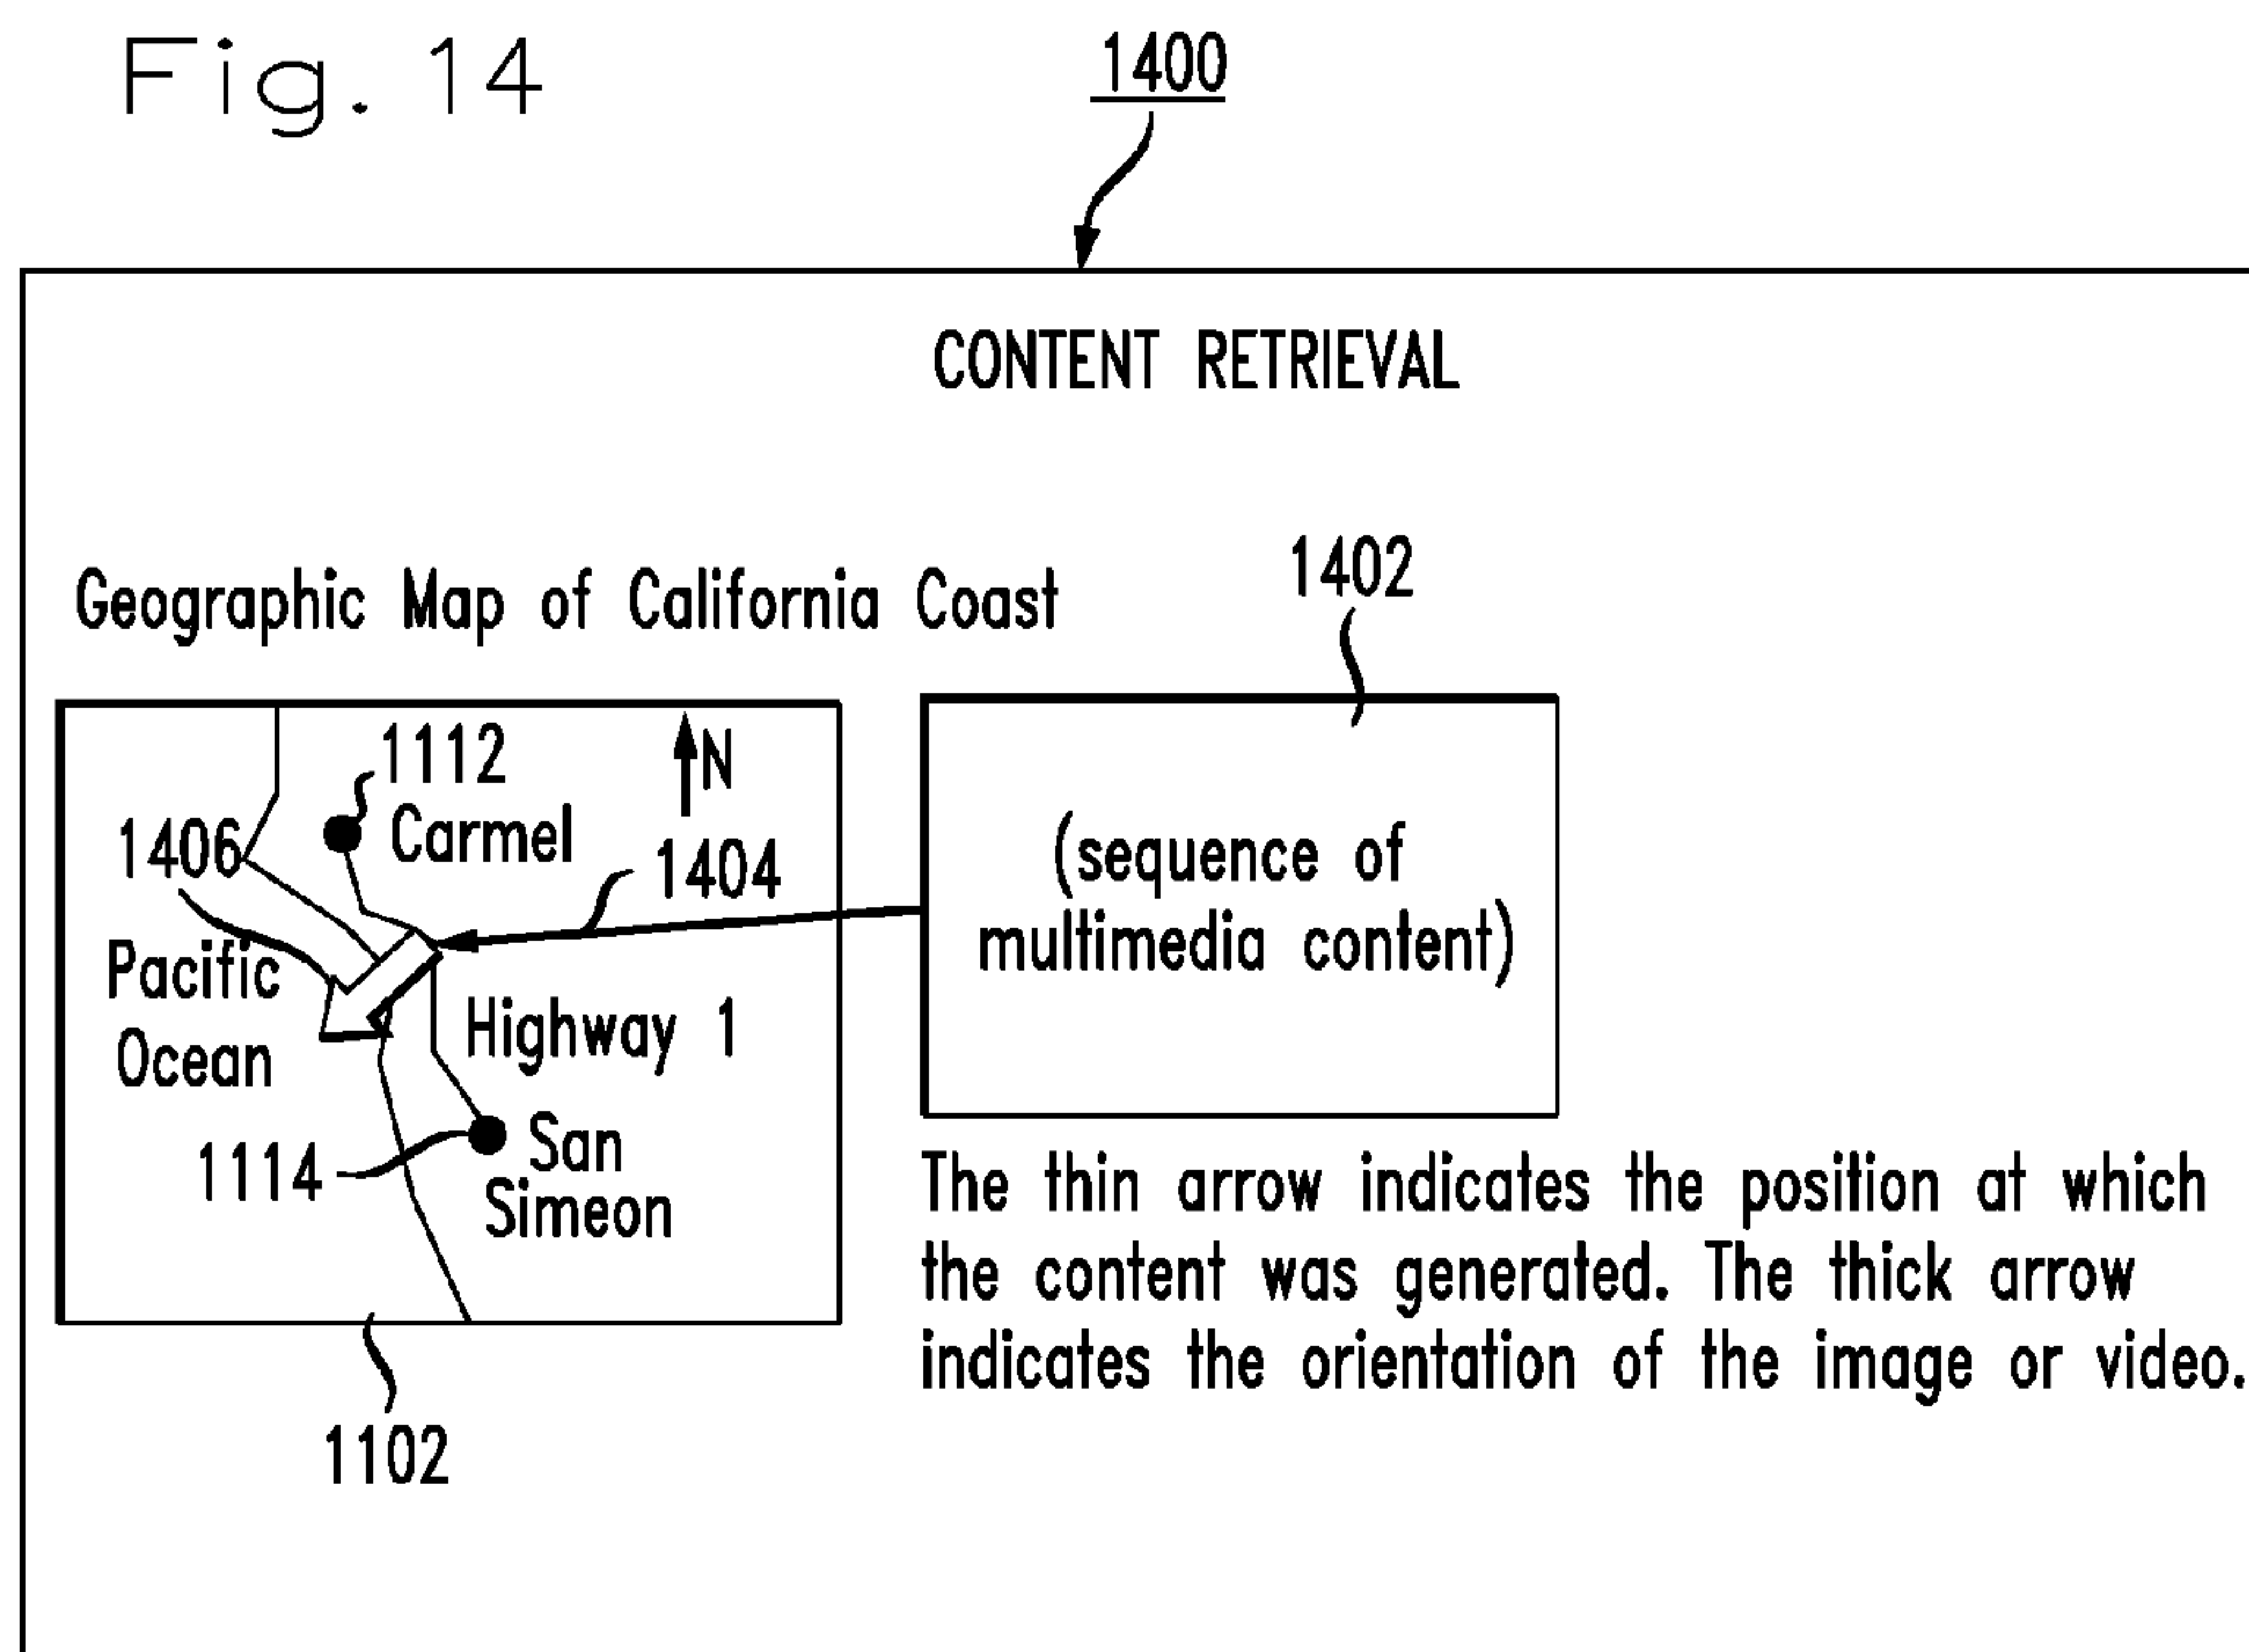 Fig. 14
1400
CONTENT RETRIEVAL
Geographic Map of California Coast
1402
1112
N
Carmel
1406
1404
Pacific
Ocean
Highway 1
1114
San
Simeon
1102
(sequence of
multimedia content)
The thin arrow indicates the position at which
the content was generated. The thick arrow
indicates the orientation of the image or video.